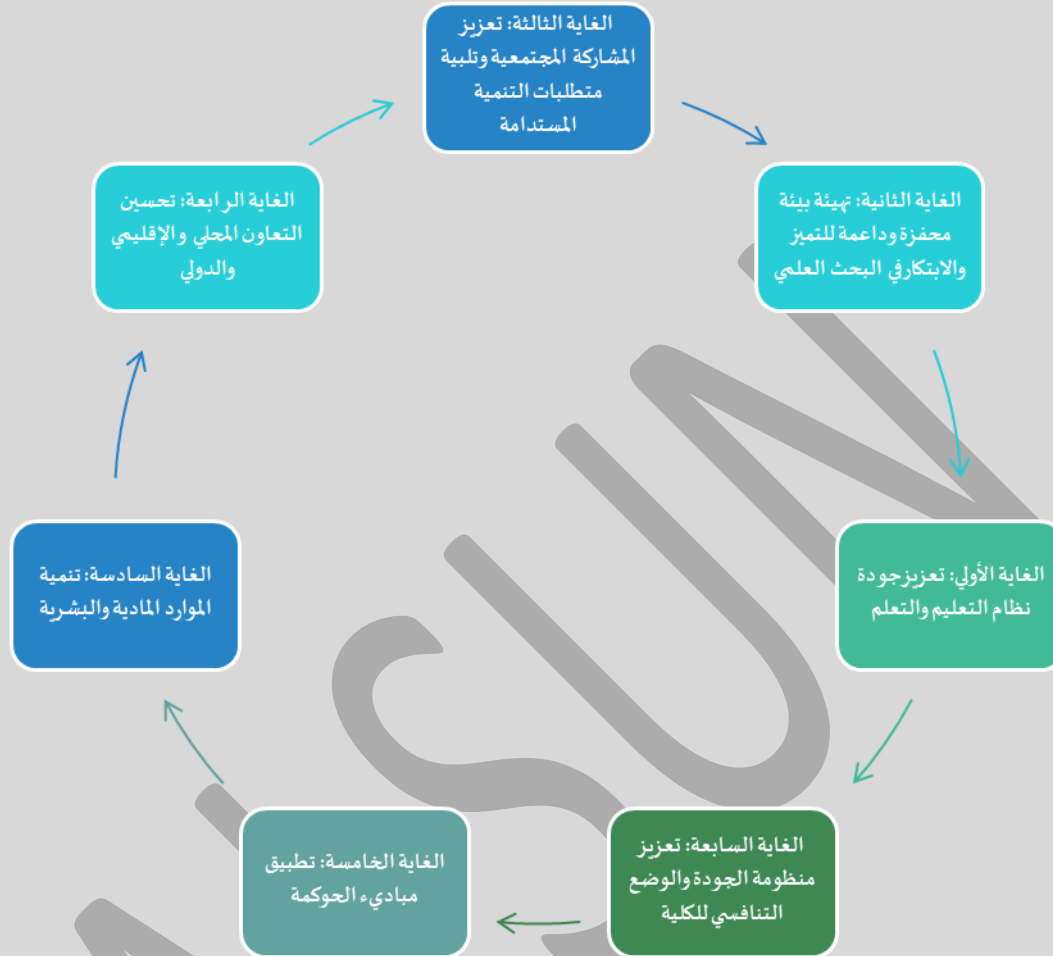 الغاية الثالثة: تعزيز
المشاركة المجتمعية وتلبية
متطلبات التنمية
المستدامة
الغاية الثانية: تهيئة بيئة
محفزة وداعمة للتميز
والابتكار في البحث العلمي
الغاية الأولي: تعزيز جودة
نظام التعليم والتعلم
الغاية السابعة: تعزيز
منظومة الجودة والوضع
التنافسي للكلية
الغاية الخامسة: تطبيق
مباديء الحوكمة
الغاية السادسة: تنمية
الموارد المادية والبشرية
الغاية الرابعة: تحسين
التعاون المحلي والإقليمي
والدولي